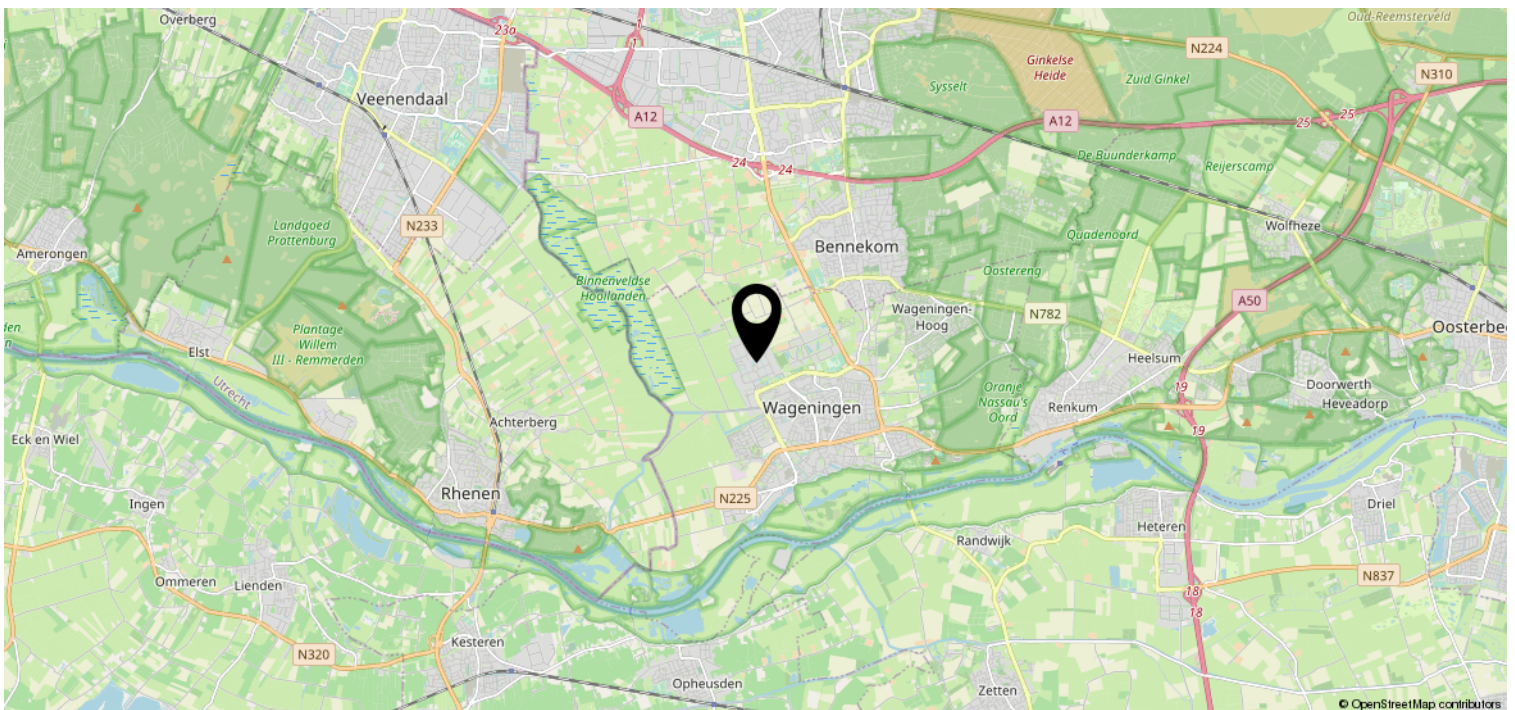 Overberg
23a
1
1
Oud-Reemsterveld
N224
Ginkelse
Heide
N310
Zuid Ginkel
Sysselt
Veenendaal
A12
A12
25
25
24
24
De Buunderkamp
Reijerscamp
Landgoed
Prattenburg
N233
Wolfheze
Quadenoord
Bennekom
Amerongen
Oostereng
Binnenveldse
Hooilanden
A50
Wageningen-
Hoog
N782
den
n
Plantage
Willem
III - Remmerden
Oosterbe
Elst
Heelsum
Utrecht
19
Doorwerth
Oranje
Nassau's
Oord
Heveadorp
Wageningen
Renkum
Achterberg
19
Eck en Wiel
Rhenen
N225
Ingen
Driel
Heteren
Randwijk
Ommeren
Lienden
N837
18
18
Kesteren
N320
Opheusden
Zetten
© OpenStreetMap contributors